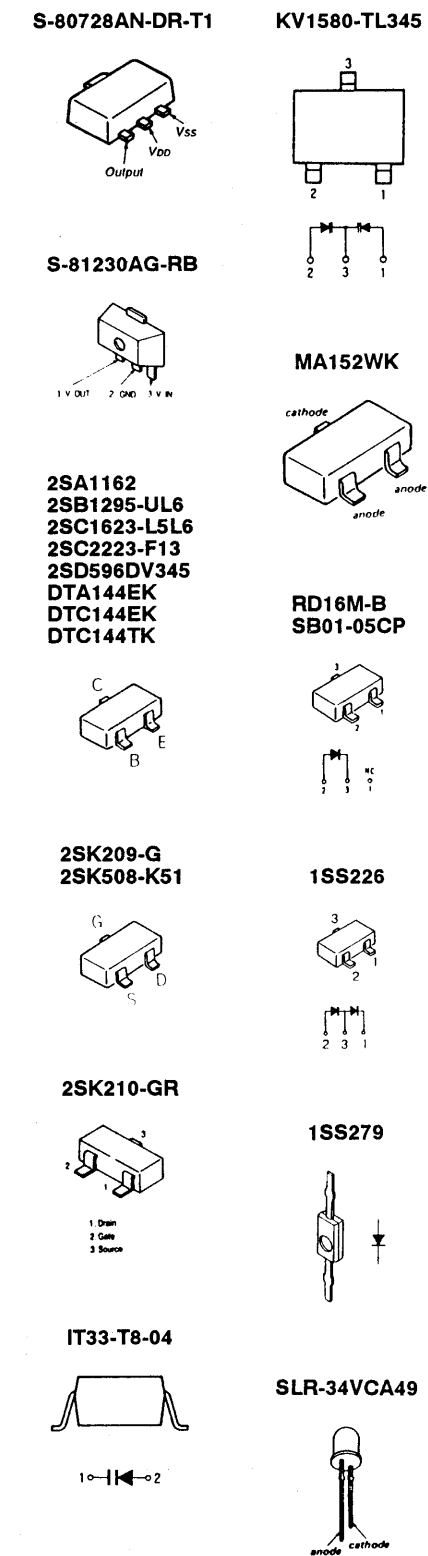 S-80728AN-DR-T1
Output
VDD
VSS
S-81230AG-RB
1 V OUT 2 GND 3 V IN
2SA1162
2SB1295-UL6
2SC1623-L5L6
2SC2223-F13
2SD596DV345
DTA144EK
DTC144EK
DTC144TK
C
B
E
2SK209-G
2SK508-K51
G
S
D
2SK210-GR
3
2
1
1. Drain
2. Gate
3. Source
IT33-T8-04
1 2
KV1580-TL345
3
2 1
2 3 1
MA152WK
cathode
anode
anode
RD16M-B
SB01-05CP
3
1
2
NC
2 3 1
1SS226
3
1
2
2 3 1
1SS279
SLR-34VCA49
anode cathode